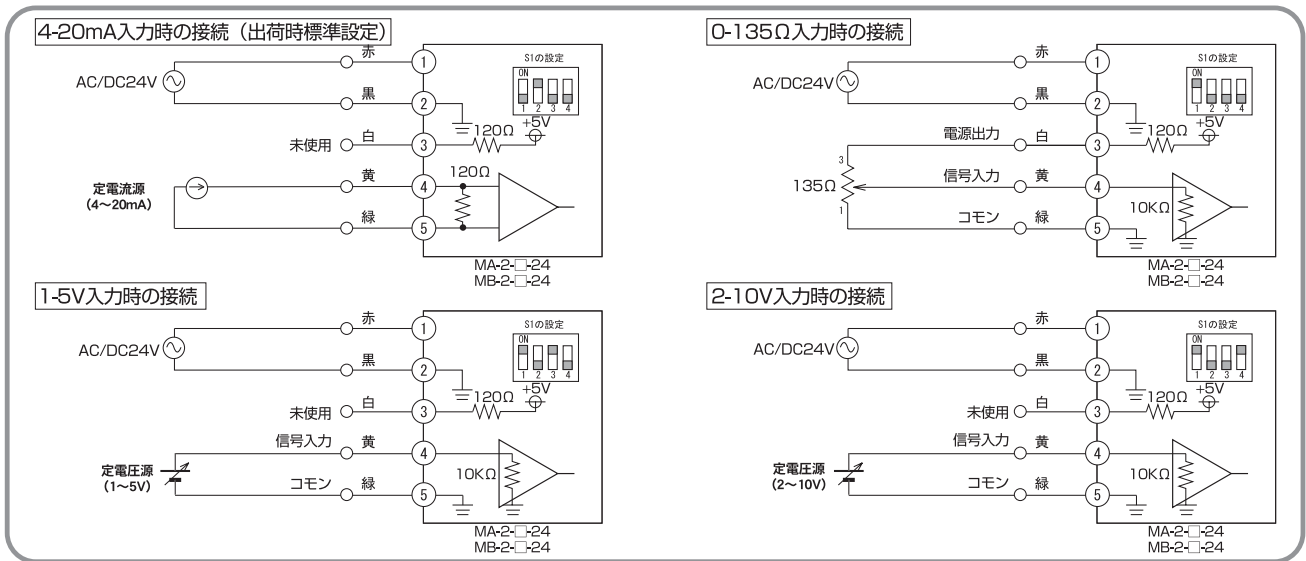 4-20mA入力時の接続（出荷時標準設定）
赤
1
S1の設定
ON
1 2 3 4
AC/DC24V
黒
2
+5V
120Ω
未使用
白
3
120Ω
定電流源
(4～20mA)
黄
4
緑
5
MA-2-□-24
MB-2-□-24
0-135Ω入力時の接続
赤
1
S1の設定
ON
1 2 3 4
AC/DC24V
黒
2
+5V
120Ω
電源出力
白
3
3
135Ω
1
信号入力
黄
4
10KΩ
コモン
緑
5
MA-2-□-24
MB-2-□-24
1-5V入力時の接続
赤
1
S1の設定
ON
1 2 3 4
AC/DC24V
黒
2
+5V
120Ω
未使用
白
3
信号入力
黄
4
定電圧源
(1～5V)
10KΩ
コモン
緑
5
MA-2-□-24
MB-2-□-24
2-10V入力時の接続
赤
1
S1の設定
ON
1 2 3 4
AC/DC24V
黒
2
+5V
120Ω
未使用
白
3
信号入力
黄
4
定電圧源
(2～10V)
10KΩ
コモン
緑
5
MA-2-□-24
MB-2-□-24